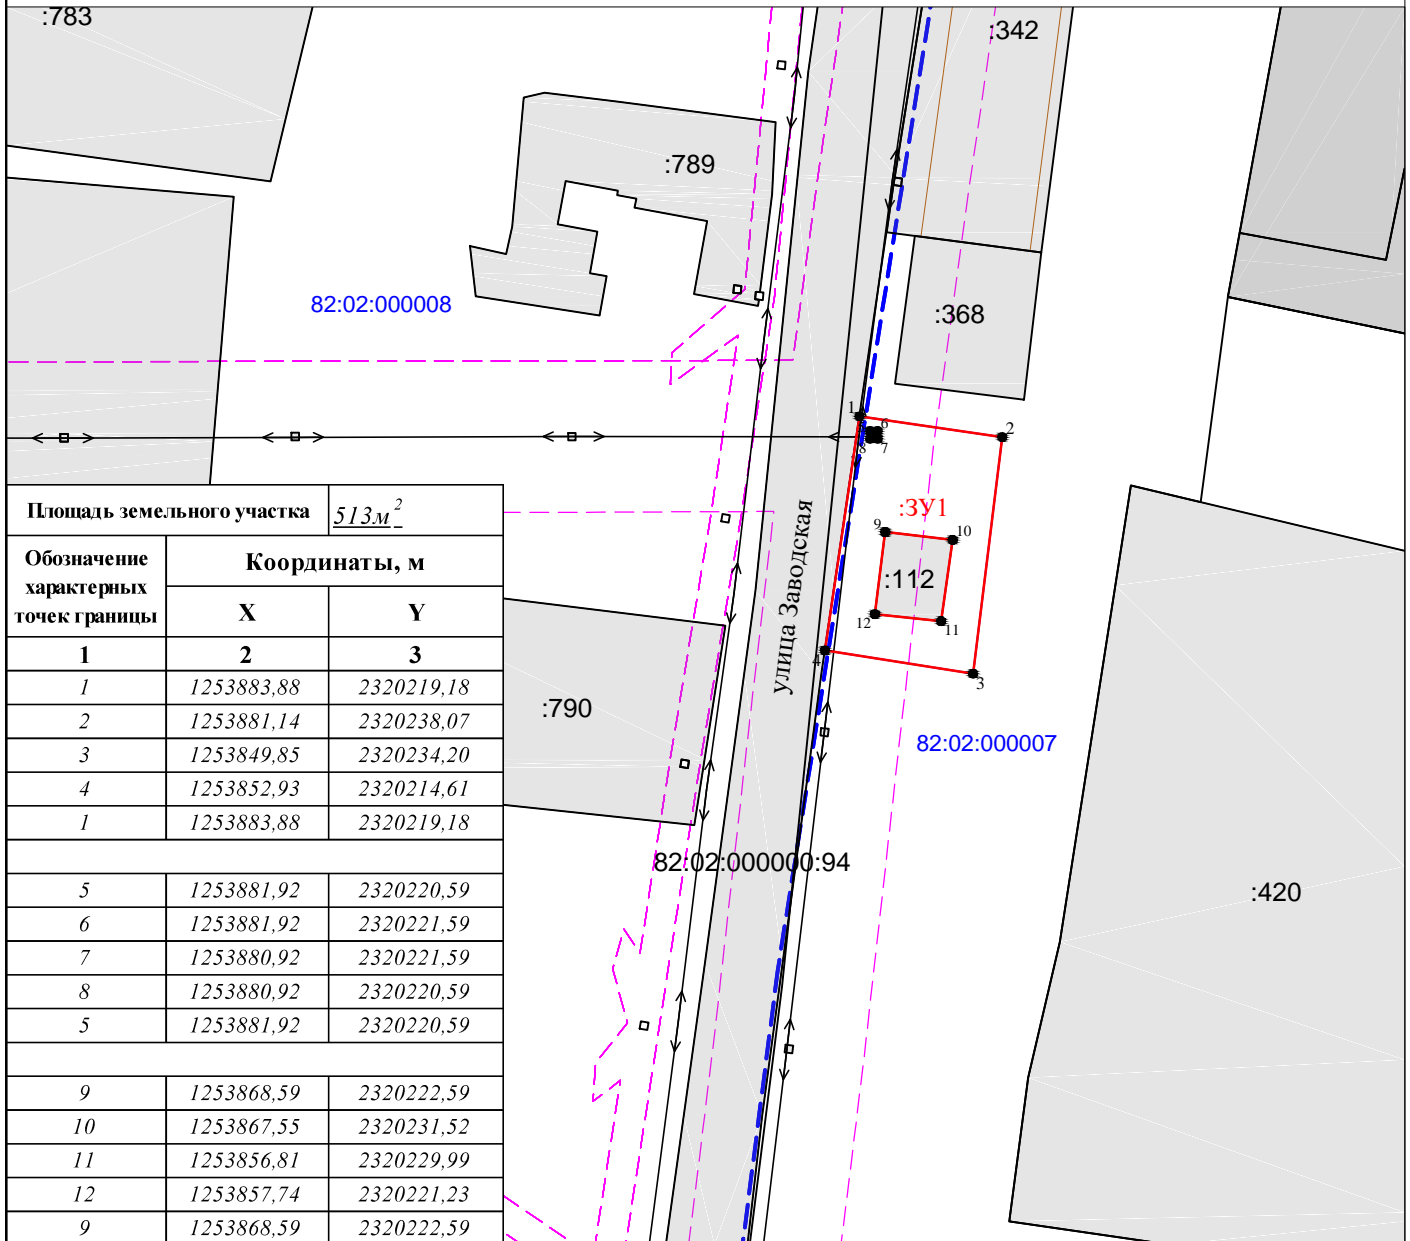 :783
:342
:789
82:02:000008
:368
1
2
6
8
7
:ЗУ1
9
10
:112
12
11
4
3
улица Заводская
:790
82:02:000007
82:02:000000:94
:420
Площадь земельного участка 513м²
Обозначение характерных точек границы
Координаты, м
X Y
1 2 3
1 1253883,88 2320219,18
2 1253881,14 2320238,07
3 1253849,85 2320234,20
4 1253852,93 2320214,61
1 1253883,88 2320219,18
5 1253881,92 2320220,59
6 1253881,92 2320221,59
7 1253880,92 2320221,59
8 1253880,92 2320220,59
5 1253881,92 2320220,59
9 1253868,59 2320222,59
10 1253867,55 2320231,52
11 1253856,81 2320229,99
12 1253857,74 2320221,23
9 1253868,59 2320222,59